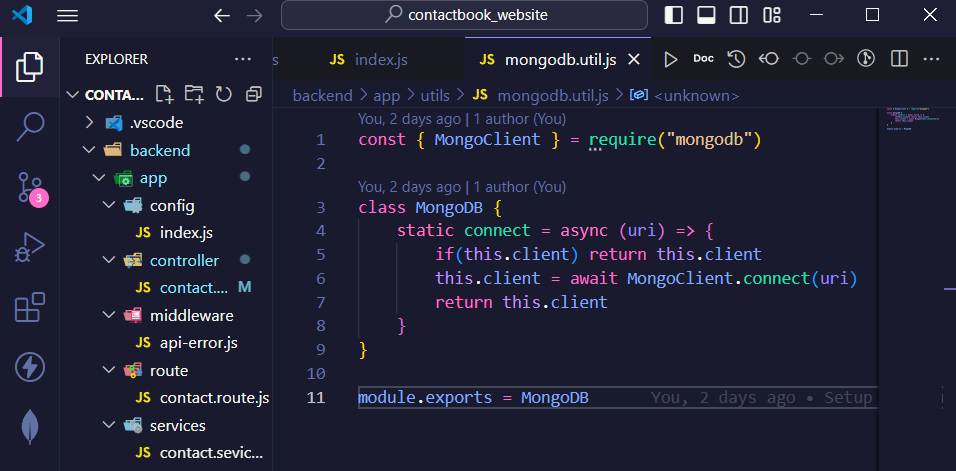 contactbook_website
EXPLORER
CONTA...
.vscode
backend
app
config
JS index.js
controller
JS contact.... M
middleware
JS api-error.js
route
JS contact.route.js
services
JS contact.sevic...
3
s
JS index.js
JS mongodb.util.js
Doc
backend > app > utils > JS mongodb.util.js > <unknown>
You, 2 days ago | 1 author (You)
1 const { MongoClient } = require("mongodb")
2
You, 2 days ago | 1 author (You)
3 class MongoDB {
4 static connect = async (uri) => {
5 if(this.client) return this.client
6 this.client = await MongoClient.connect(uri)
7 return this.client
8 }
9 }
10
11 module.exports = MongoDB You, 2 days ago • Setup